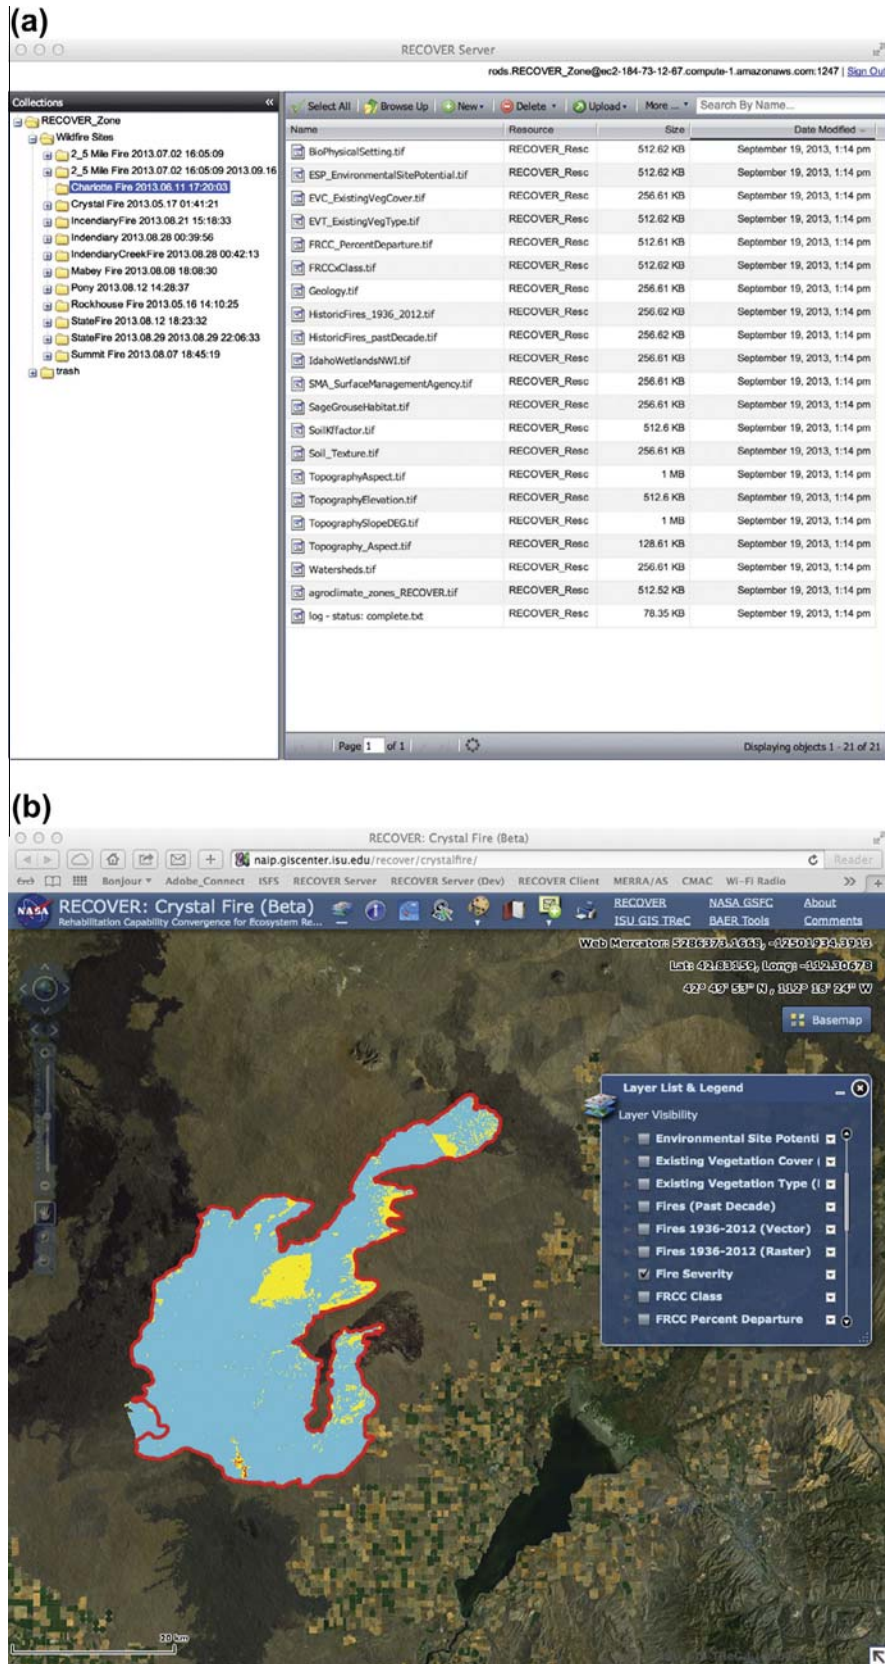 (a)
RECOVER Server
rods.RECOVER_Zone@ec2-184-73-12-67.compute-1.amazonaws.com:1247 | Sign Out
Collections «
RECOVER_Zone
Wildfire Sites
2_5 Mile Fire 2013.07.02 16:05:09
2_5 Mile Fire 2013.07.02 16:05:09 2013.09.16
Charlotte Fire 2013.06.11 17:20:03
Crystal Fire 2013.05.17 01:41:21
IncendiaryFire 2013.08.21 15:18:33
Indendiary 2013.08.28 00:39:56
IndendiaryCreekFire 2013.08.28 00:42:13
Mabey Fire 2013.08.08 18:08:30
Pony 2013.08.12 14:28:37
Rockhouse Fire 2013.05.16 14:10:25
StateFire 2013.08.12 18:23:32
StateFire 2013.08.29 2013.08.29 22:06:33
Summit Fire 2013.08.07 18:45:19
trash
Select All Browse Up New Delete Upload More ... Search By Name...
Name Resource Size Date Modified
BioPhysicalSetting.tif RECOVER_Resc 512.62 KB September 19, 2013, 1:14 pm
ESP_EnvironmentalSitePotential.tif RECOVER_Resc 512.62 KB September 19, 2013, 1:14 pm
EVC_ExistingVegCover.tif RECOVER_Resc 256.61 KB September 19, 2013, 1:14 pm
EVT_ExistingVegType.tif RECOVER_Resc 512.62 KB September 19, 2013, 1:14 pm
FRCC_PercentDeparture.tif RECOVER_Resc 512.61 KB September 19, 2013, 1:14 pm
FRCCxClass.tif RECOVER_Resc 512.62 KB September 19, 2013, 1:14 pm
Geology.tif RECOVER_Resc 256.61 KB September 19, 2013, 1:14 pm
HistoricFires_1936_2012.tif RECOVER_Resc 256.62 KB September 19, 2013, 1:14 pm
HistoricFires_pastDecade.tif RECOVER_Resc 256.62 KB September 19, 2013, 1:14 pm
IdahoWetlandsNWI.tif RECOVER_Resc 256.61 KB September 19, 2013, 1:14 pm
SMA_SurfaceManagementAgency.tif RECOVER_Resc 256.61 KB September 19, 2013, 1:14 pm
SageGrouseHabitat.tif RECOVER_Resc 256.61 KB September 19, 2013, 1:14 pm
SoilKffactor.tif RECOVER_Resc 512.6 KB September 19, 2013, 1:14 pm
Soil_Texture.tif RECOVER_Resc 256.61 KB September 19, 2013, 1:14 pm
TopographyAspect.tif RECOVER_Resc 1 MB September 19, 2013, 1:14 pm
TopographyElevation.tif RECOVER_Resc 512.6 KB September 19, 2013, 1:14 pm
TopographySlopeDEG.tif RECOVER_Resc 1 MB September 19, 2013, 1:14 pm
Topography_Aspect.tif RECOVER_Resc 128.61 KB September 19, 2013, 1:14 pm
Watersheds.tif RECOVER_Resc 256.61 KB September 19, 2013, 1:14 pm
agroclimate_zones_RECOVER.tif RECOVER_Resc 512.52 KB September 19, 2013, 1:14 pm
log - status: complete.txt RECOVER_Resc 78.35 KB September 19, 2013, 1:14 pm
Page 1 of 1 Displaying objects 1 - 21 of 21
(b)
RECOVER: Crystal Fire (Beta)
naip.giscenter.isu.edu/recover/crystalfire/ Reader
Bonjour Adobe_Connect ISFS RECOVER Server RECOVER Server (Dev) RECOVER Client MERRA/AS CMAC Wi-Fi Radio >> +
NASA RECOVER: Crystal Fire (Beta) RECOVER NASA GSFC About
Rehabilitation Capability Convergence for Ecosystem Re... ISU GIS TReC BAER Tools Comments
Web Mercator: 5286373.1668, -12501934.3913
Lat: 42.83159, Long: -112.30678
42° 49' 53" N , 112° 18' 24" W
Basemap
Layer List & Legend
Layer Visibility
Environmental Site Potenti
Existing Vegetation Cover (
Existing Vegetation Type (
Fires (Past Decade)
Fires 1936-2012 (Vector)
Fires 1936-2012 (Raster)
Fire Severity
FRCC Class
FRCC Percent Departure